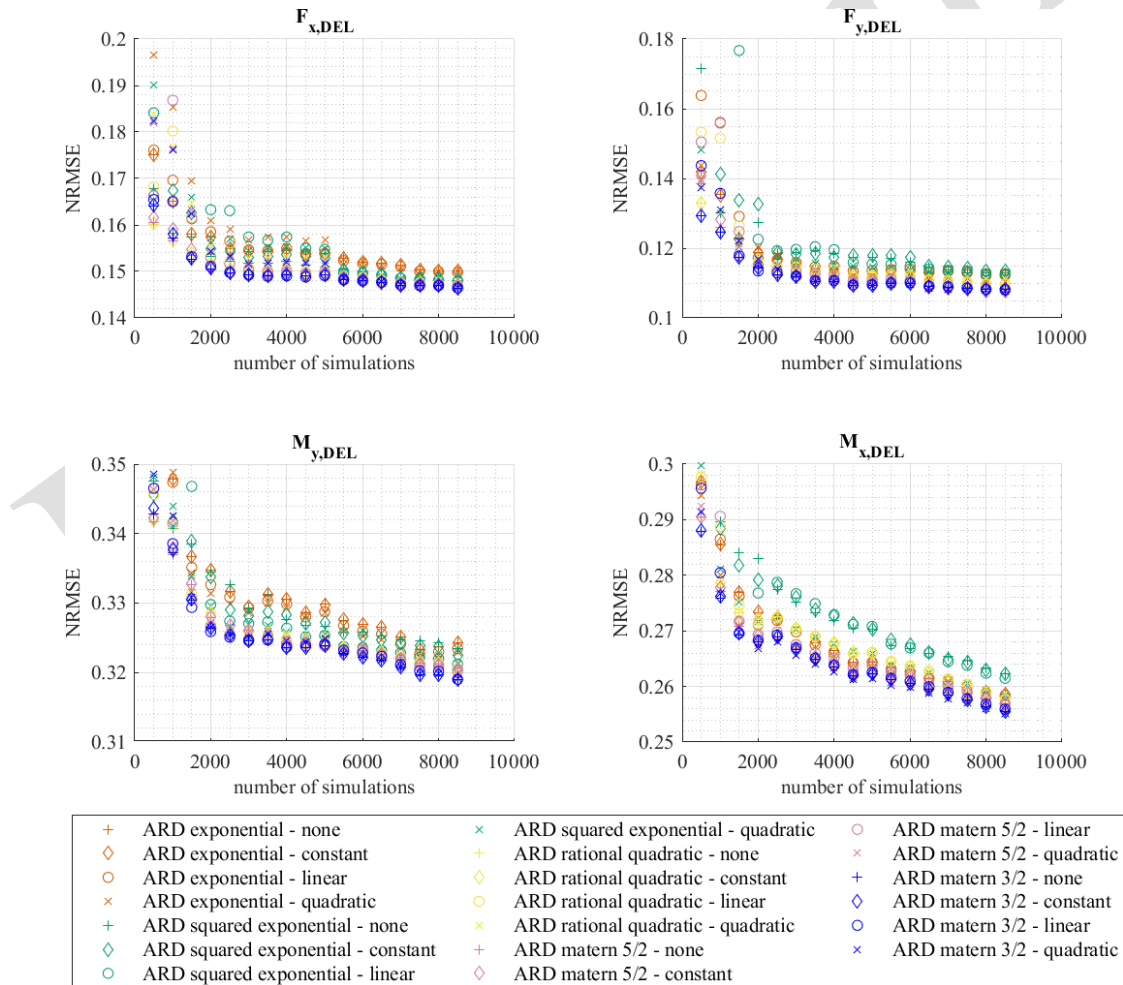 F_x,DEL
0.2
0.19
0.18
0.17
0.16
0.15
0.14
NRMSE
0 2000 4000 6000 8000 10000
number of simulations
F_y,DEL
0.18
0.16
0.14
0.12
0.1
NRMSE
0 2000 4000 6000 8000 10000
number of simulations
M_y,DEL
0.35
0.34
0.33
0.32
0.31
NRMSE
0 2000 4000 6000 8000 10000
number of simulations
M_x,DEL
0.3
0.29
0.28
0.27
0.26
0.25
NRMSE
0 2000 4000 6000 8000 10000
number of simulations
ARD exponential - none
ARD exponential - constant
ARD exponential - linear
ARD exponential - quadratic
ARD squared exponential - none
ARD squared exponential - constant
ARD squared exponential - linear
ARD squared exponential - quadratic
ARD rational quadratic - none
ARD rational quadratic - constant
ARD rational quadratic - linear
ARD rational quadratic - quadratic
ARD matern 5/2 - none
ARD matern 5/2 - constant
ARD matern 5/2 - linear
ARD matern 5/2 - quadratic
ARD matern 3/2 - none
ARD matern 3/2 - constant
ARD matern 3/2 - linear
ARD matern 3/2 - quadratic